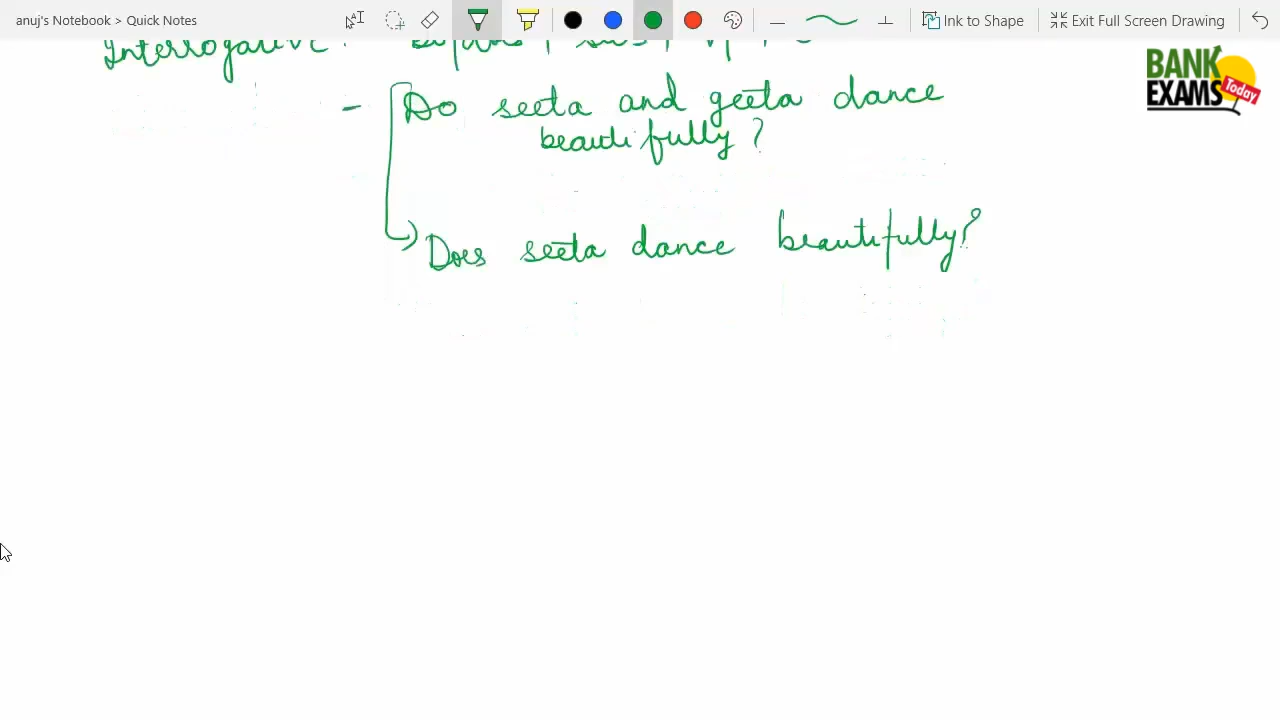 anuj's Notebook > Quick Notes
Ink to Shape
Exit Full Screen Drawing
BANK
EXAMS
Today
Interrogative :
- Do seeta and geeta dance
beautifully ?
Does seeta dance beautifully?